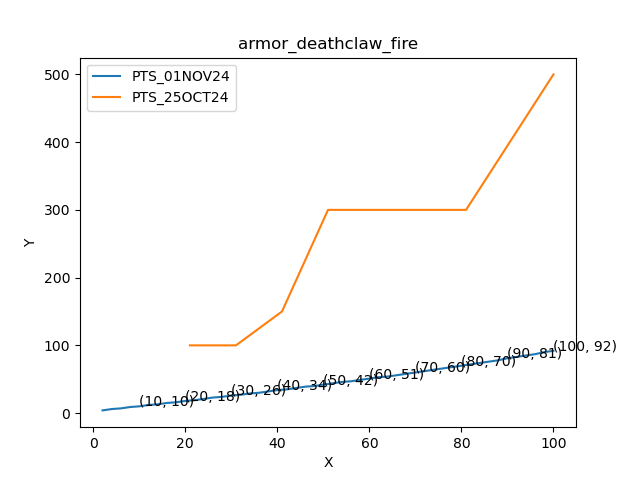 armor_deathclaw_fire
PTS_01NOV24
PTS_25OCT24
Y
500
400
300
200
100
0
(10, 10)
(20, 18)
(30, 26)
(40, 34)
(50, 42)
(60, 51)
(70, 60)
(80, 70)
(90, 81)
(100, 92)
0 20 40 60 80 100
X